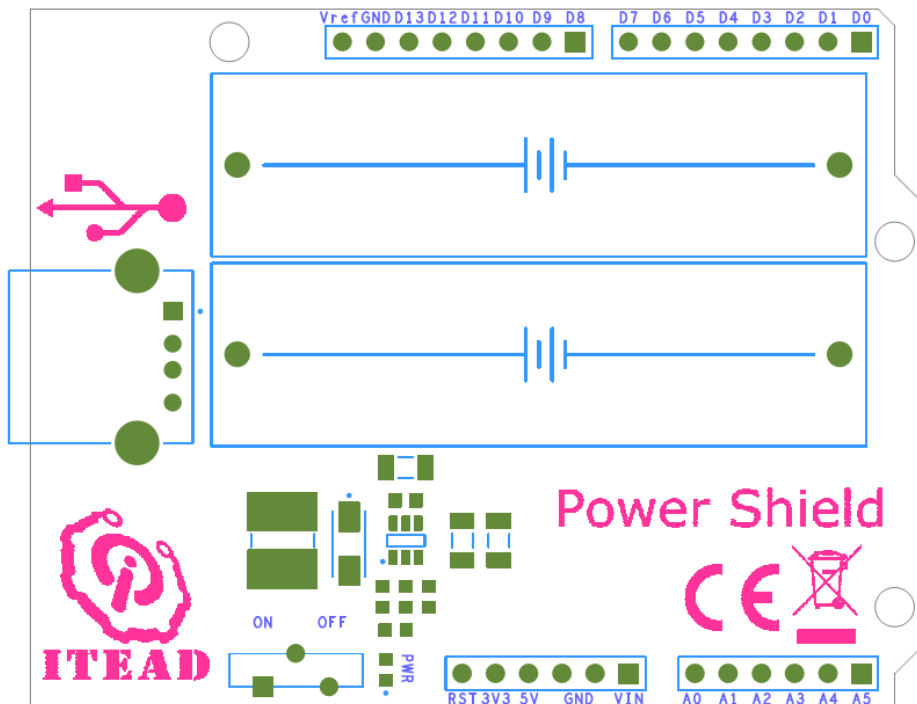 Vref GND D13 D12 D11 D10 D9 D8 D7 D6 D5 D4 D3 D2 D1 D0
Power Shield
CE
ON OFF
ITEAD
PWR
RST 3V3 5V GND VIN A0 A1 A2 A3 A4 A5